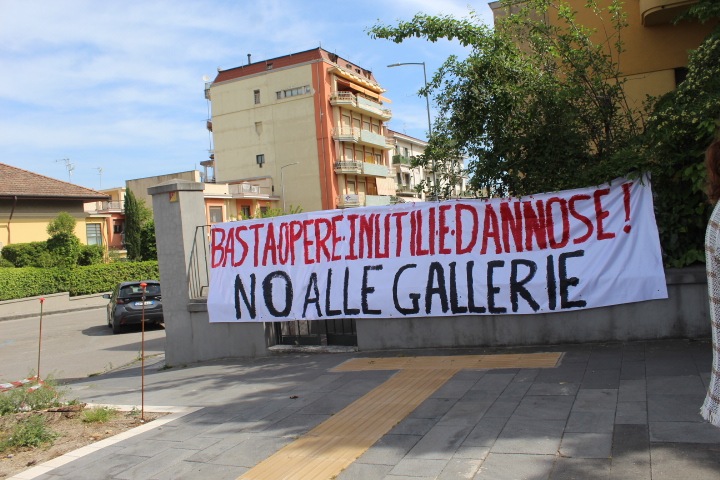 BASTA OPERE·INUTILI E·DANNOSE!
NO ALLE GALLERIE